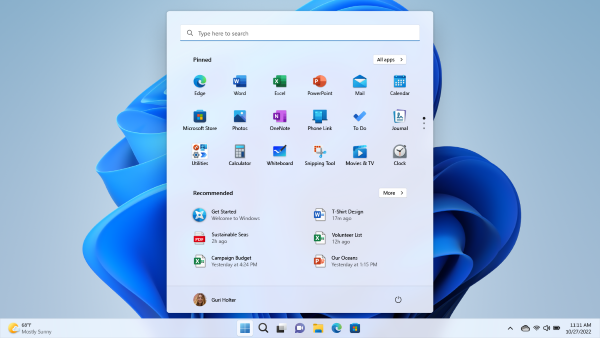 Type here to search
Pinned
All apps
Edge
Word
Excel
PowerPoint
Mail
Calendar
Microsoft Store
Photos
OneNote
Phone Link
To Do
Journal
Utilities
Calculator
Whiteboard
Snipping Tool
Movies & TV
Clock
Recommended
More
Get Started
Welcome to Windows
T-Shirt Design
17m ago
Sustainable Seas
2h ago
Volunteer List
12h ago
Campaign Budget
Yesterday at 4:24 PM
Our Oceans
Yesterday at 1:15 PM
Guri Holter
68°F
Mostly Sunny
11:11 AM
10/27/2022